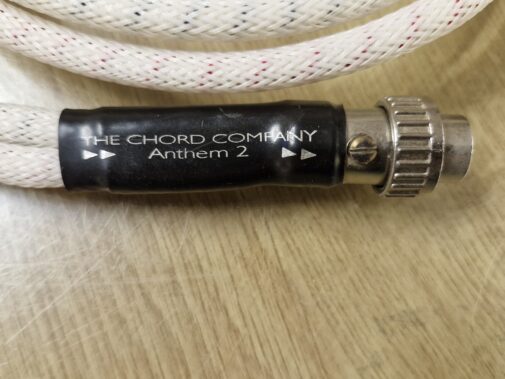 THE CHORD COMPANY
Anthem 2